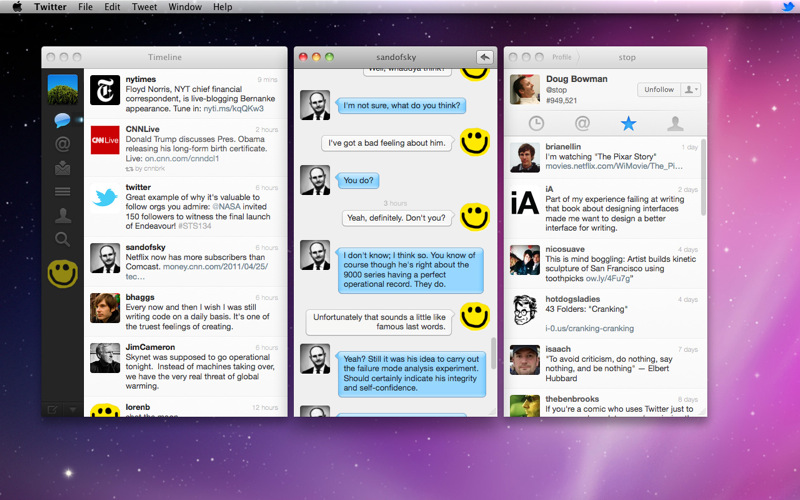 Twitter File Edit Tweet Window Help
Timeline
nytimes 9 mins
Floyd Norris, NYT chief financial
correspondent, is live-blogging Bernanke
appearance. Tune in: nyti.ms/kqQKw3
CNNLive 2 hours
Donald Trump discusses Pres. Obama
releasing his long-form birth certificate.
Live: on.cnn.com/cnndcl1
by cnnbrk
twitter
Great example of why it's valuable to
follow orgs you admire: @NASA invited
150 followers to witness the final launch
of Endeavour! #STS134
sandofsky
Netflix now has more subscribers than
Comcast. money.cnn.com/2011/04/25/
tec…
bhaggs
Every now and then I wish I was still
writing code on a daily basis. It's one of
the truest feelings of creating.
JimCameron
Skynet was supposed to go operational
tonight. Instead of machines taking over,
we have the very real threat of global
warming.
lorenb 12 hours
sandofsky
Well, whaddya think?
I'm not sure, what do you think?
I've got a bad feeling about him.
You do?
3 hours
Yeah, definitely. Don't you?
I don't know; I think so. You know of
course though he's right about the
9000 series having a perfect
operational record. They do.
Unfortunately that sounds a little like
famous last words.
Yeah? Still it was his idea to carry out
the failure mode analysis experiment.
Should certainly indicate his integrity
and self-confidence.
Profile stop
Doug Bowman
@stop
#949,521
Unfollow
brianellin 1 day
I'm watching "The Pixar Story"
movies.netflix.com/WiMovie/The_Pi…
iA
iA 2 days
Part of my experience failing at writing
that book about designing interfaces
made me want to design a better
interface for writing.
nicosuave 4 days
This is mind boggling: Artist builds kinetic
sculpture of San Francisco using
toothpicks ow.ly/4Fu7g"
hotdogsladies 4 days
43 Folders: "Cranking"
i-0.us/cranking-cranking
isaach 7 days
"To avoid criticism, do nothing, say
nothing, and be nothing" — Elbert
Hubbard
thebenbrooks 8 days
If you're a comic who uses Twitter just to